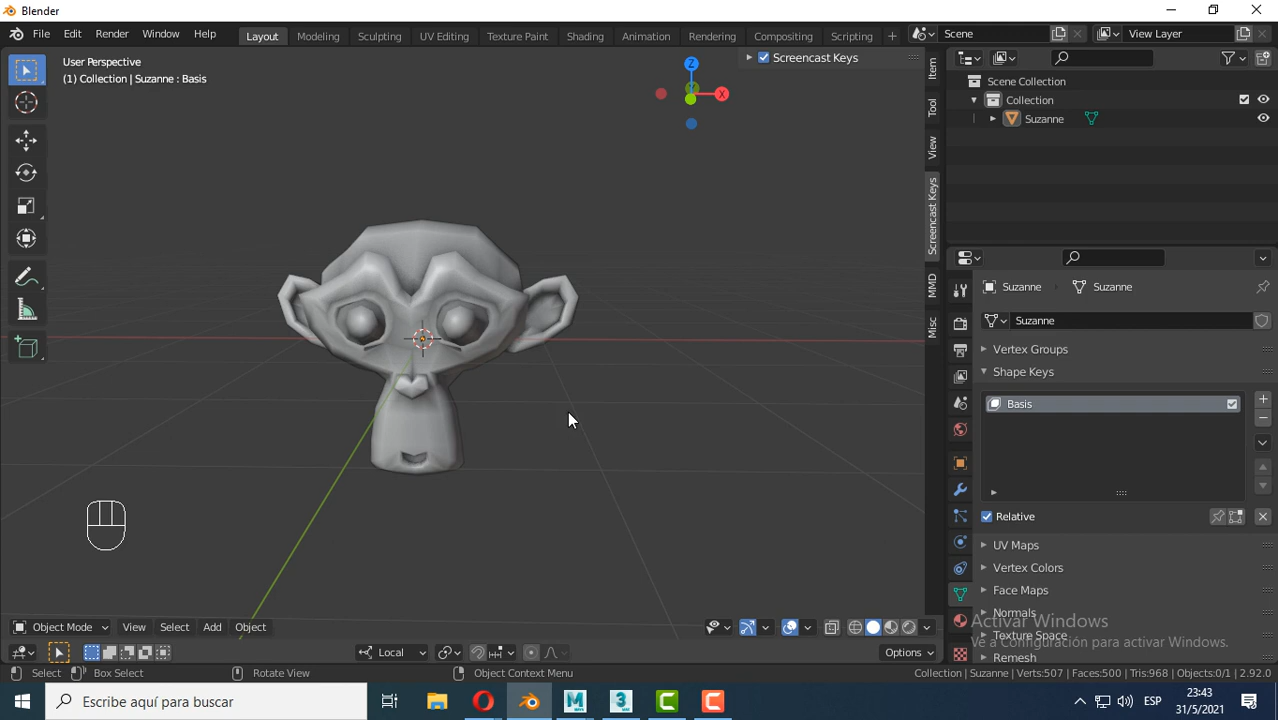 Blender
File Edit Render Window Help
Layout Modeling Sculpting UV Editing Texture Paint Shading Animation Rendering Compositing Scripting
Scene
View Layer
User Perspective
(1) Collection | Suzanne : Basis
Screencast Keys
Z
Y
X
Item
Tool
View
Screencast Keys
MMD
Misc
Scene Collection
Collection
Suzanne
Suzanne
Suzanne
Suzanne
Vertex Groups
Shape Keys
Basis
Relative
UV Maps
Vertex Colors
Face Maps
Normals
Texture Space
Remesh
Activar Windows
Ve a Configuración para activar Windows.
Object Mode View Select Add Object
Local
Options
Select Box Select Rotate View Object Context Menu
Collection | Suzanne | Verts:507 | Faces:500 | Tris:968 | Objects:0/1 | 2.92.0
Escribe aquí para buscar
ESP
23:43
31/5/2021